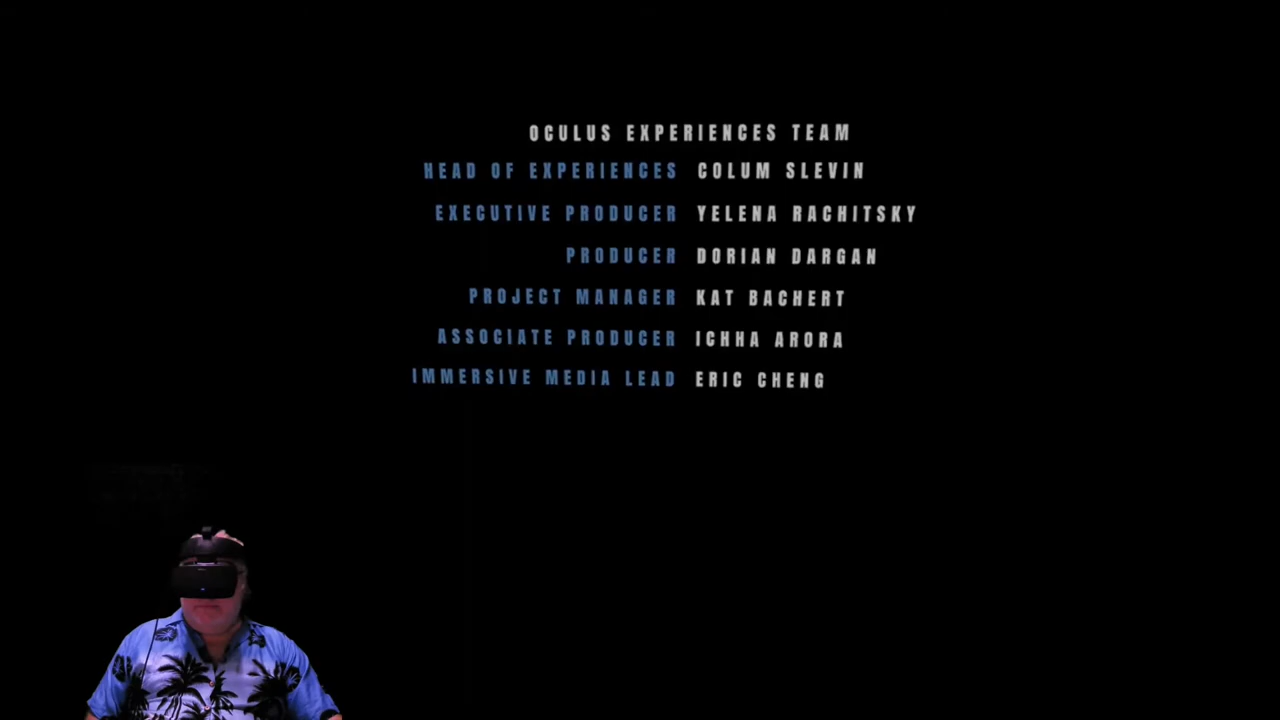 OCULUS EXPERIENCES TEAM
HEAD OF EXPERIENCES COLUM SLEVIN
EXECUTIVE PRODUCER YELENA RACHITSKY
PRODUCER DORIAN DARGAN
PROJECT MANAGER KAT BACHERT
ASSOCIATE PRODUCER ICHHA ARORA
IMMERSIVE MEDIA LEAD ERIC CHENG